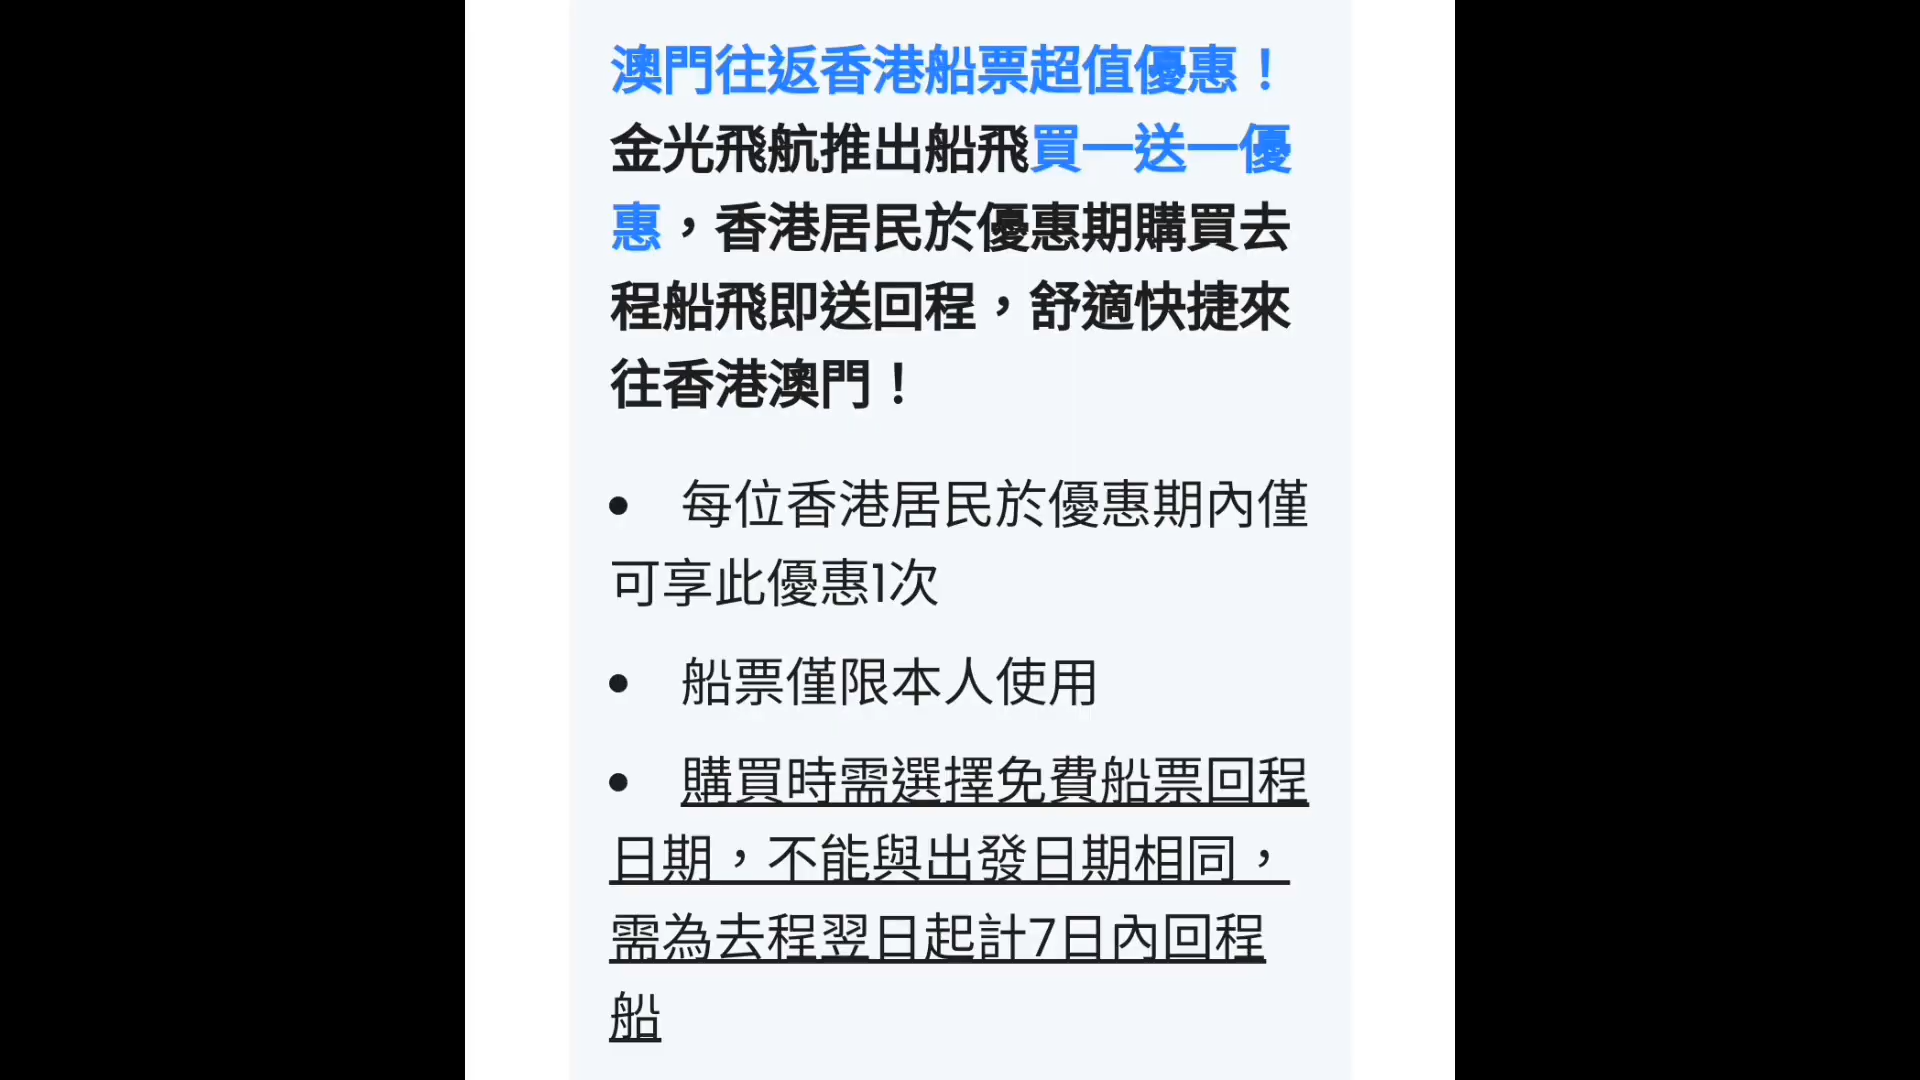 澳門往返香港船票超值優惠！
金光飛航推出船飛買一送一優
惠，香港居民於優惠期購買去
程船飛即送回程，舒適快捷來
往香港澳門！
• 每位香港居民於優惠期內僅
可享此優惠1次
• 船票僅限本人使用
• 購買時需選擇免費船票回程
日期，不能與出發日期相同，
需為去程翌日起計7日內回程
船